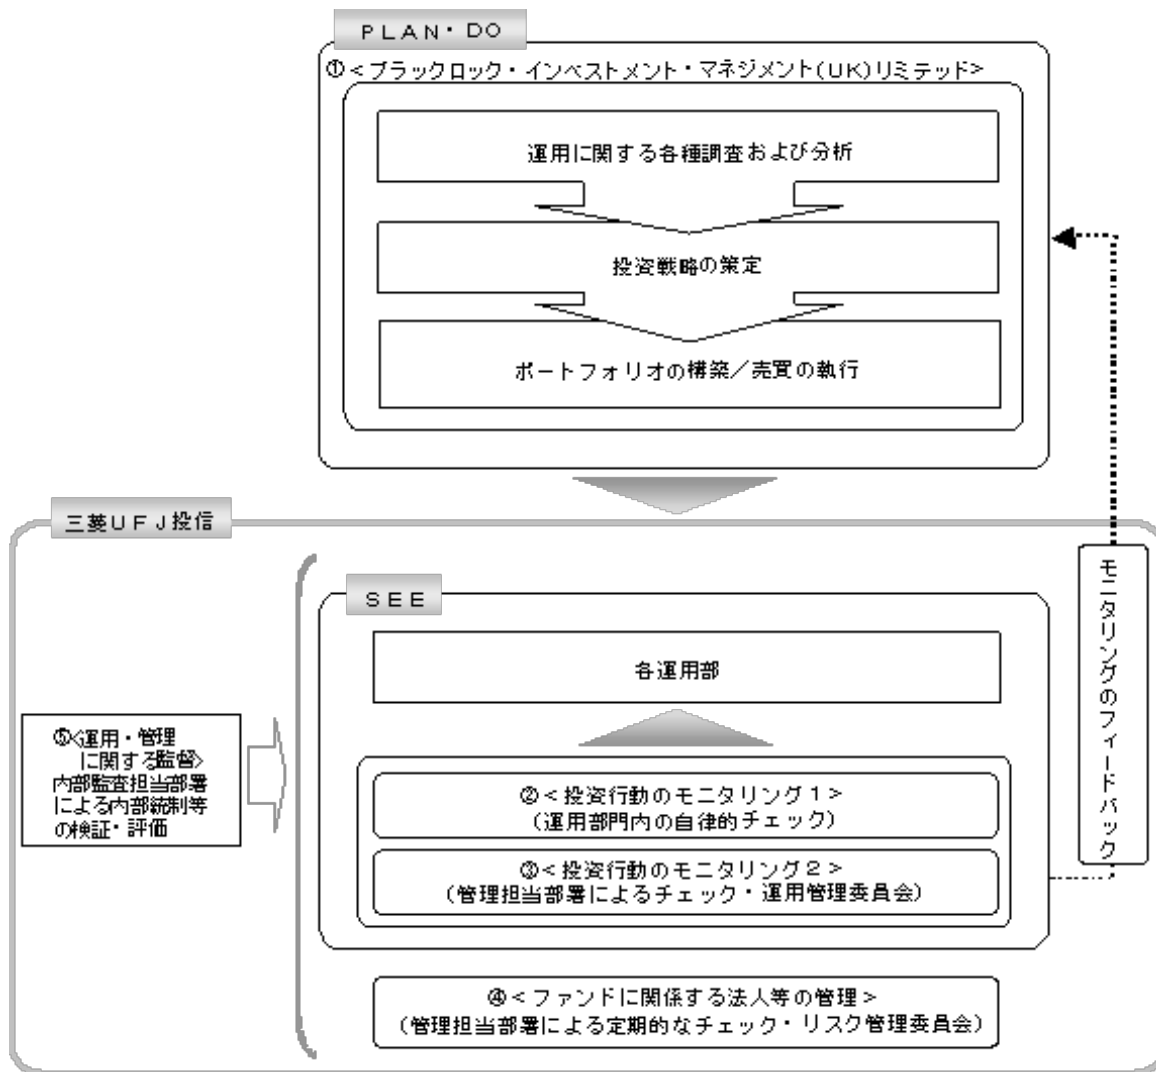 PLAN・DO
①<ブラックロック・インベストメント・マネジメント(UK)リミテッド>
運用に関する各種調査および分析
投資戦略の策定
ポートフォリオの構築／売買の執行
三菱UFJ投信
SEE
各運用部
②<投資行動のモニタリング1>
(運用部門内の自律的チェック)
③<投資行動のモニタリング2>
(管理担当部署によるチェック・運用管理委員会)
④<ファンドに関係する法人等の管理>
(管理担当部署による定期的なチェック・リスク管理委員会)
⑤<運用・管理
に関する監督>
内部監査担当部署
による内部統制等
の検証・評価
モニタリングのフィードバック